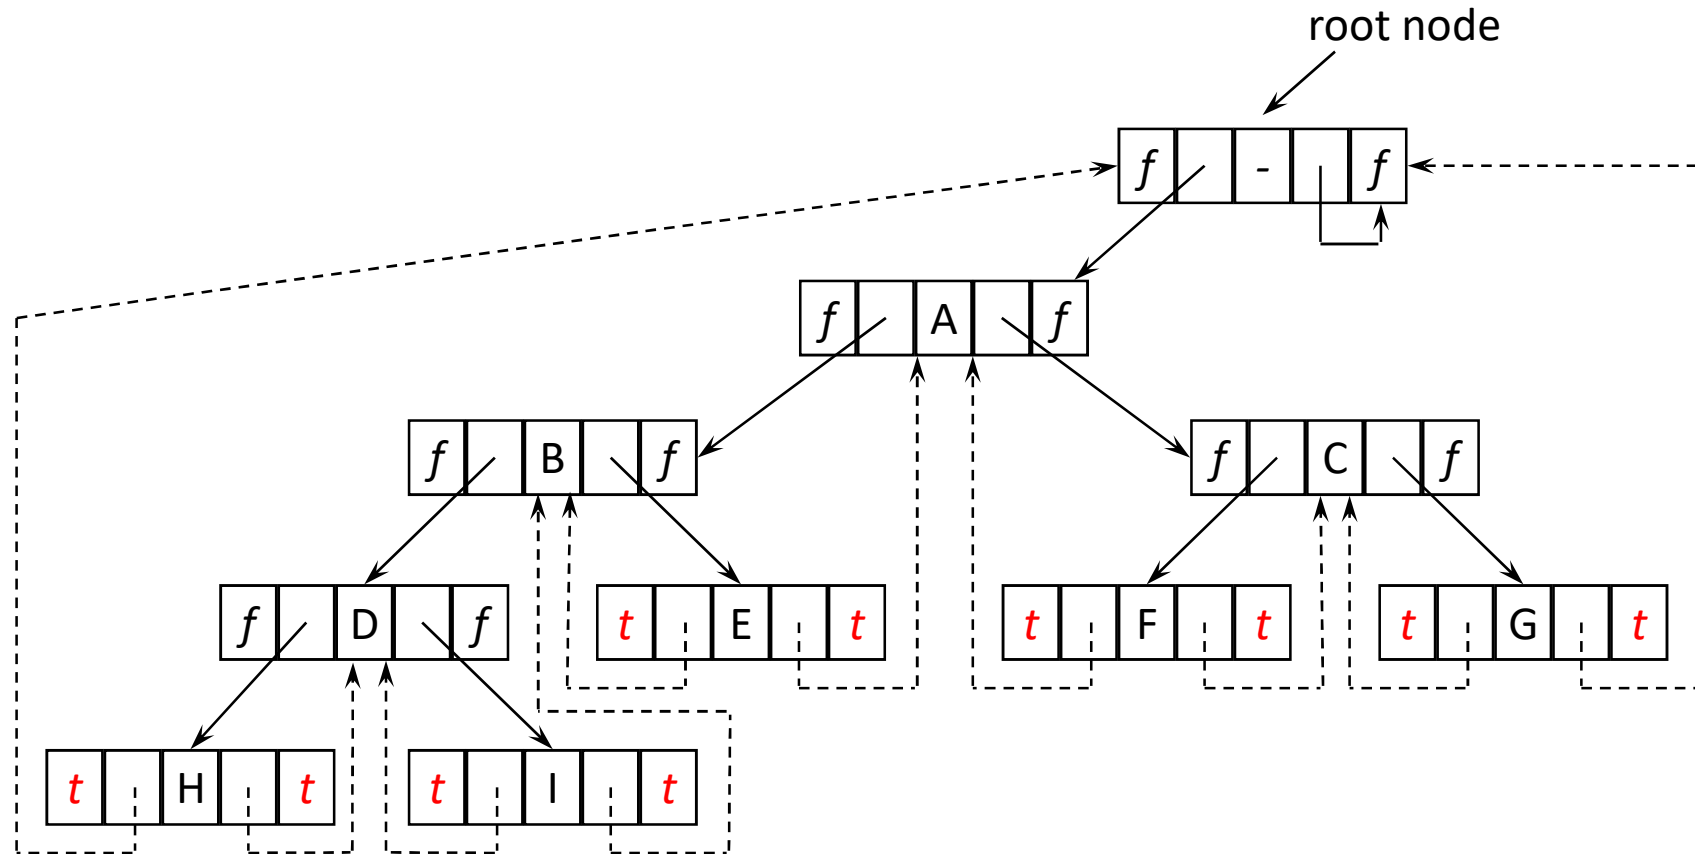 root node
f - f
f A f
f B f
f C f
f D f
t E t
t F t
t G t
t H t
t I t